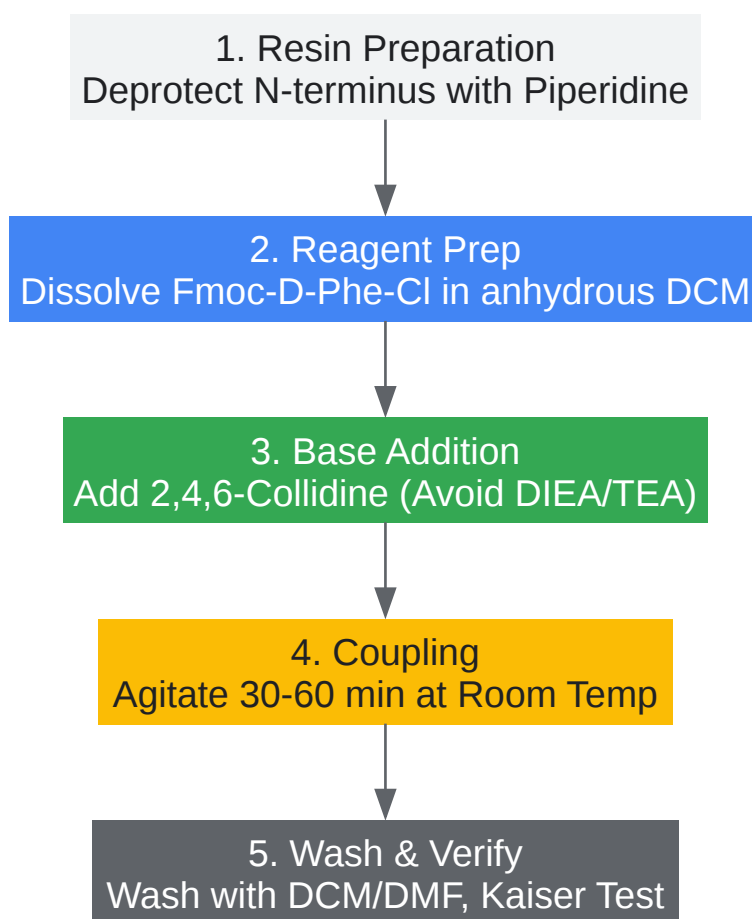 1. Resin Preparation
Deprotect N-terminus with Piperidine
2. Reagent Prep
Dissolve Fmoc-D-Phe-Cl in anhydrous DCM
3. Base Addition
Add 2,4,6-Collidine (Avoid DIEA/TEA)
4. Coupling
Agitate 30-60 min at Room Temp
5. Wash & Verify
Wash with DCM/DMF, Kaiser Test